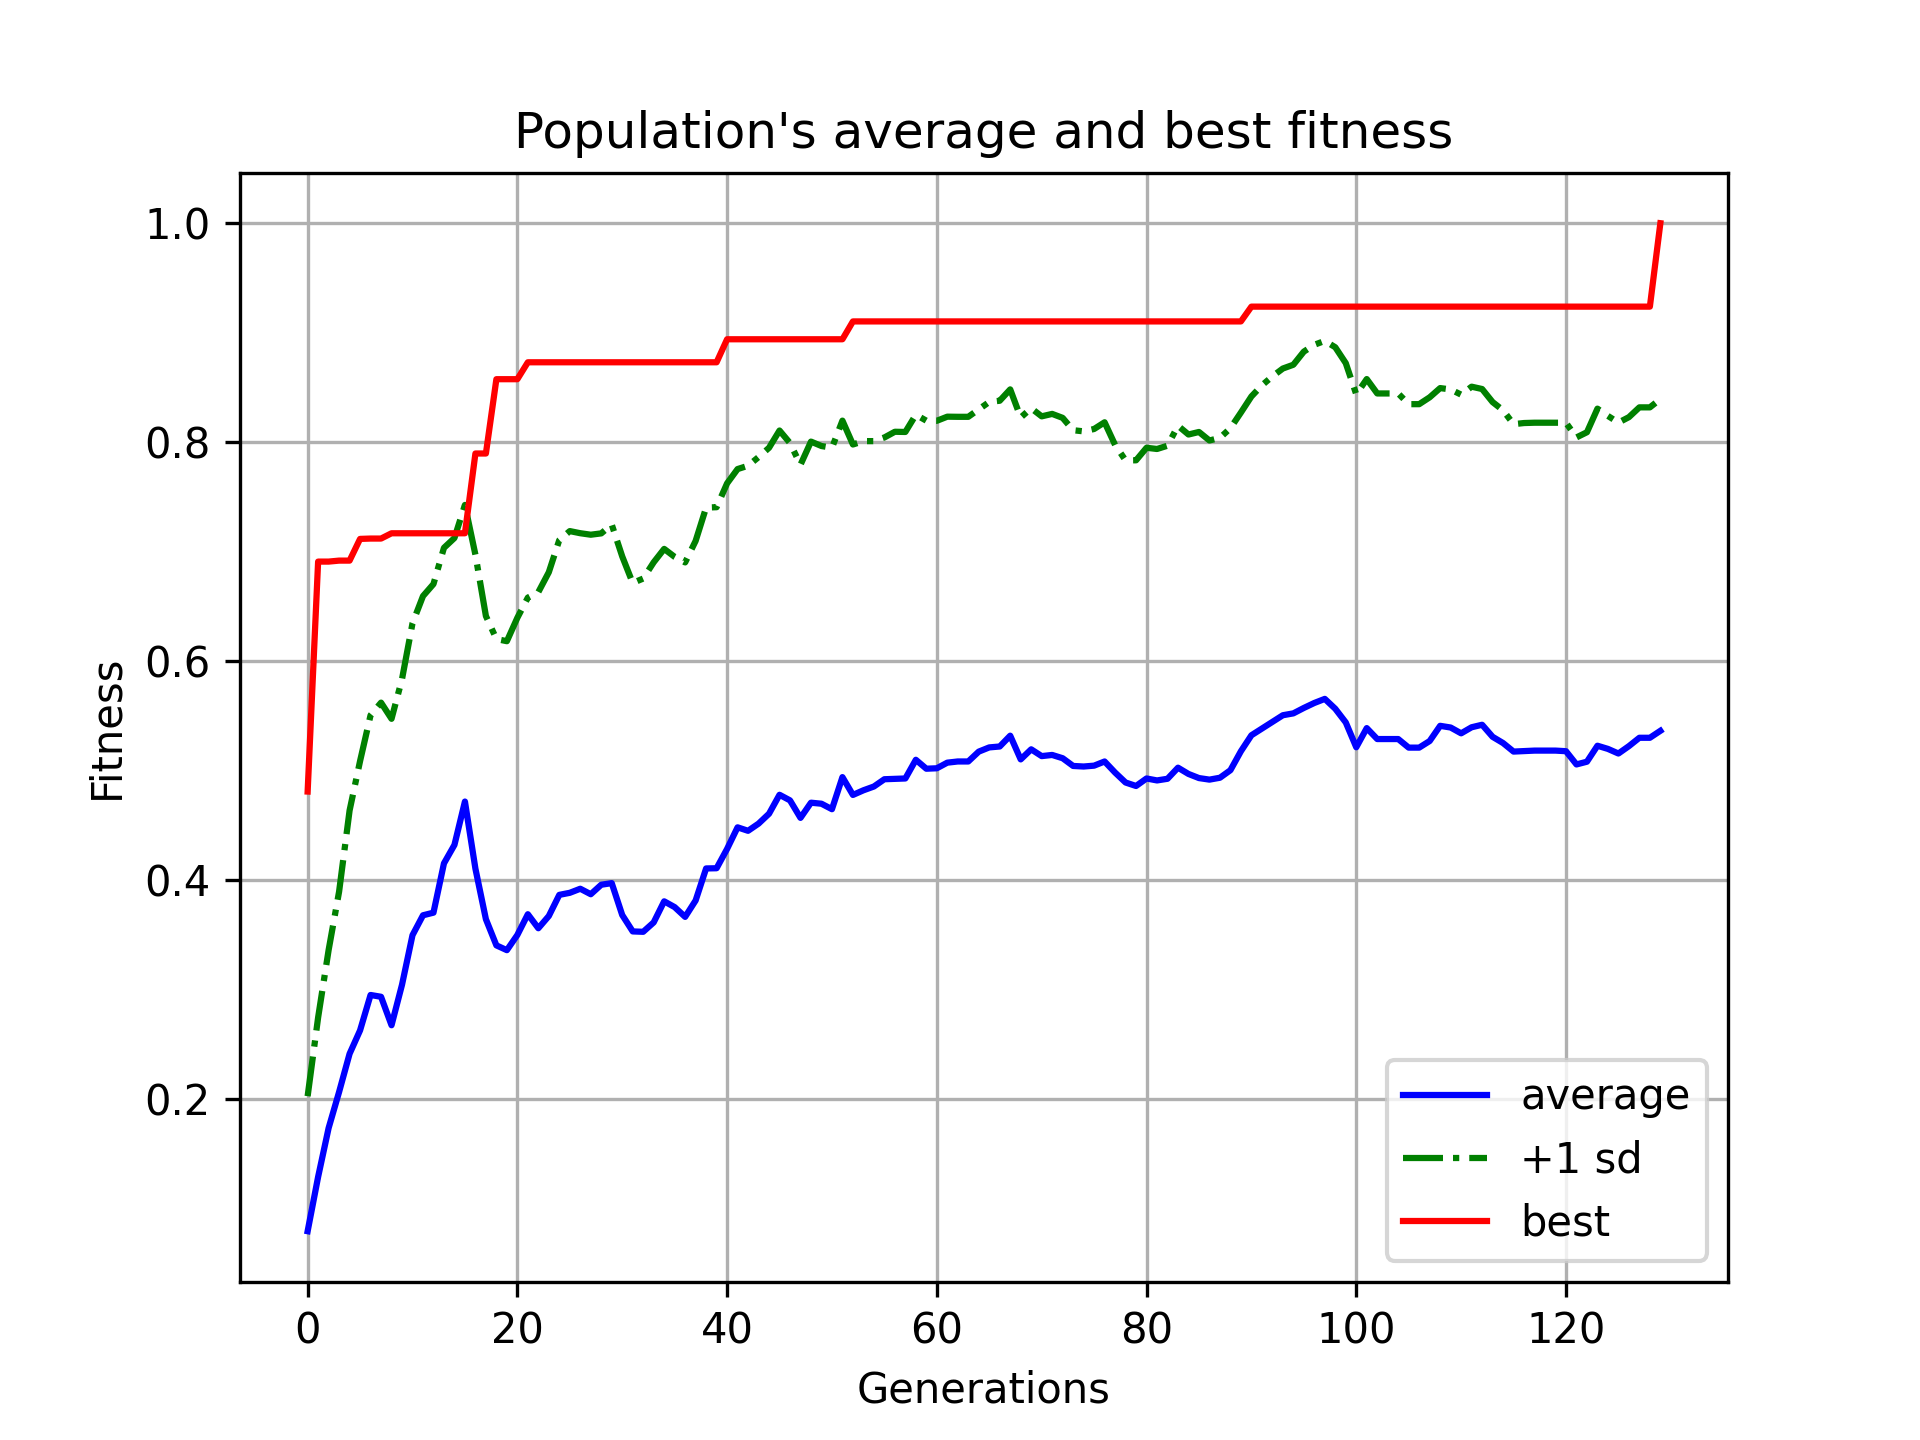 Population's average and best fitness
1.0
0.8
0.6
0.4
0.2
Fitness
average
+1 sd
best
0 20 40 60 80 100 120
Generations